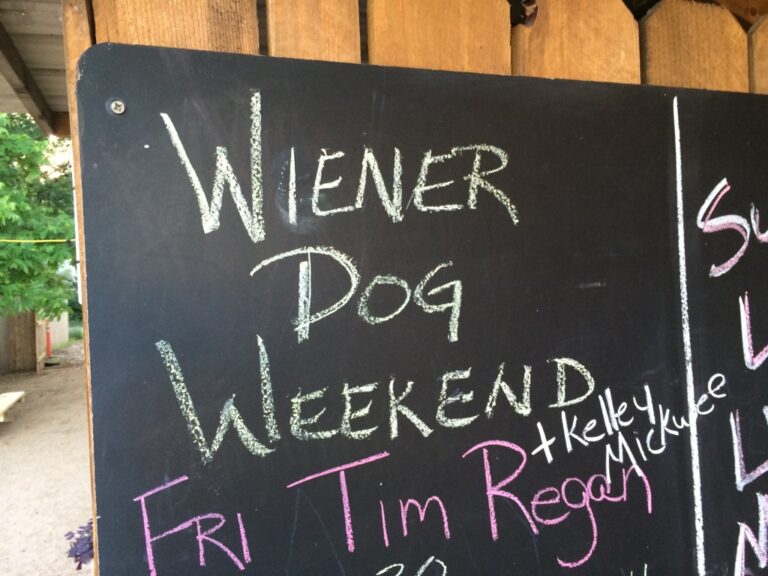 WIENER
DOG
WEEKEND
+ Kelley
Mickwee
FRI TIM Regan